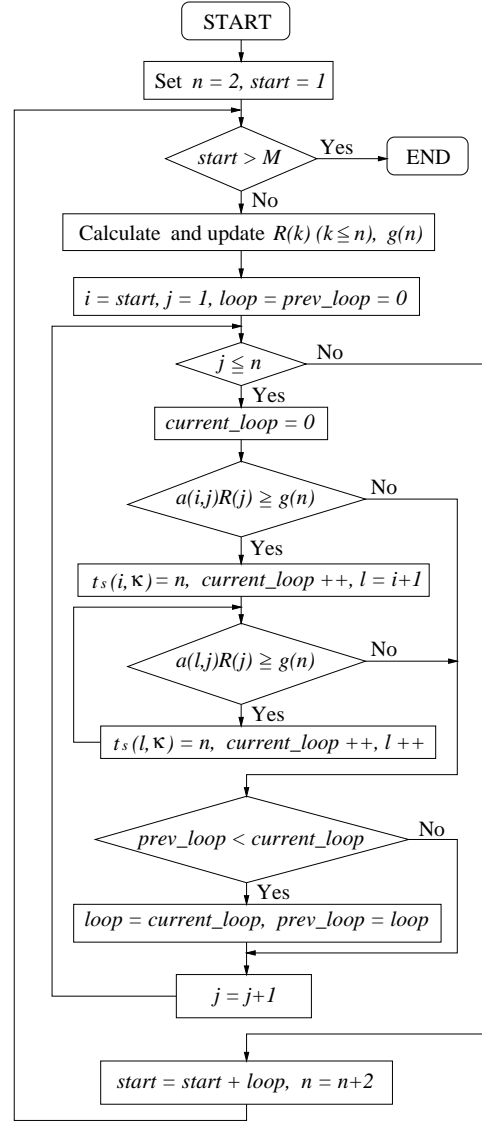 START
Set n = 2, start = 1
start > M
Yes
END
No
Calculate and update R(k) (k ≦ n), g(n)
i = start, j = 1, loop = prev_loop = 0
j ≦ n
No
Yes
current_loop = 0
a(i,j)R(j) ≧ g(n)
No
Yes
ts(i,κ) = n, current_loop ++, l = i+1
a(l,j)R(j) ≧ g(n)
No
Yes
ts(l,κ) = n, current_loop ++, l ++
prev_loop < current_loop
No
Yes
loop = current_loop, prev_loop = loop
j = j+1
start = start + loop, n = n+2